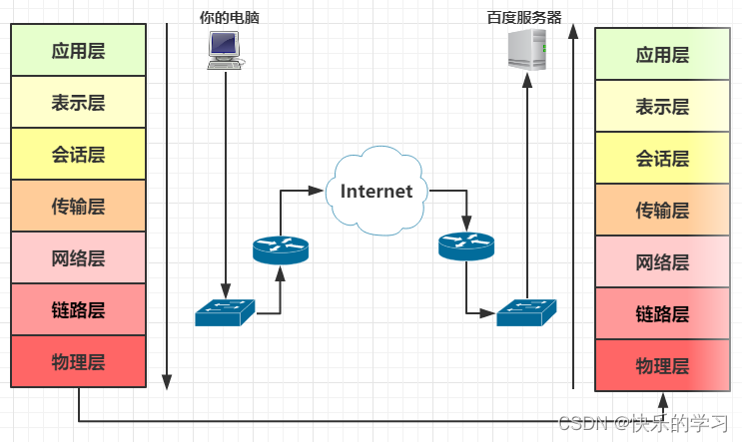 你的电脑
百度服务器
应用层
表示层
会话层
传输层
网络层
链路层
物理层
Internet
应用层
表示层
会话层
传输层
网络层
链路层
物理层
CSDN @快乐的学习